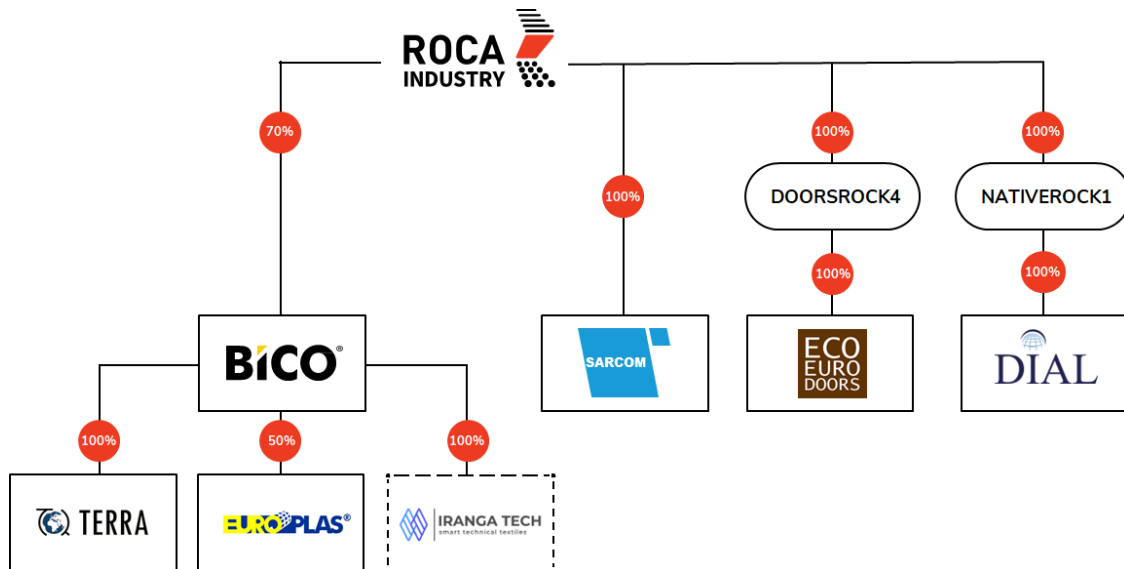 ROCA
INDUSTRY
70%
100%
100%
100%
DOORSROCK4
NATIVEROCK1
100%
100%
BICO®
SARCOM
ECO
EURO
DOORS
DIAL
100%
50%
100%
TERRA
EUROPLAS®
IRANGA TECH
smart technical textiles